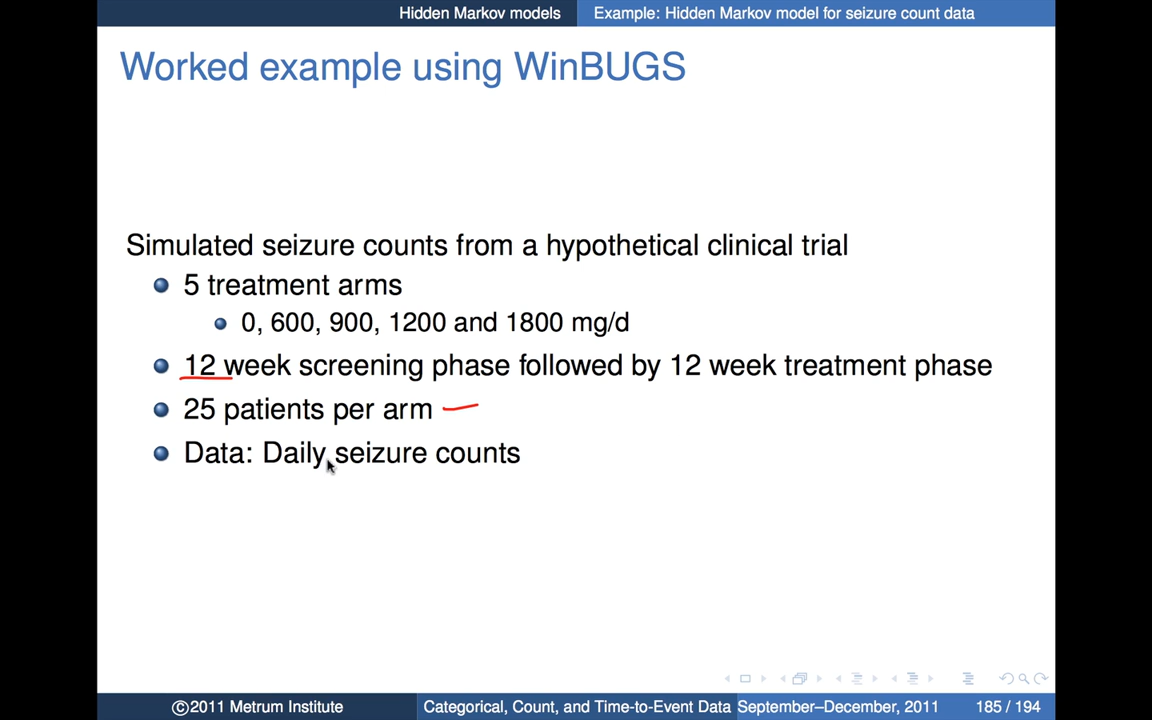 Hidden Markov models Example: Hidden Markov model for seizure count data
Worked example using WinBUGS
Simulated seizure counts from a hypothetical clinical trial
5 treatment arms
0, 600, 900, 1200 and 1800 mg/d
12 week screening phase followed by 12 week treatment phase
25 patients per arm
Data: Daily seizure counts
©2011 Metrum Institute Categorical, Count, and Time-to-Event Data September–December, 2011 185 / 194